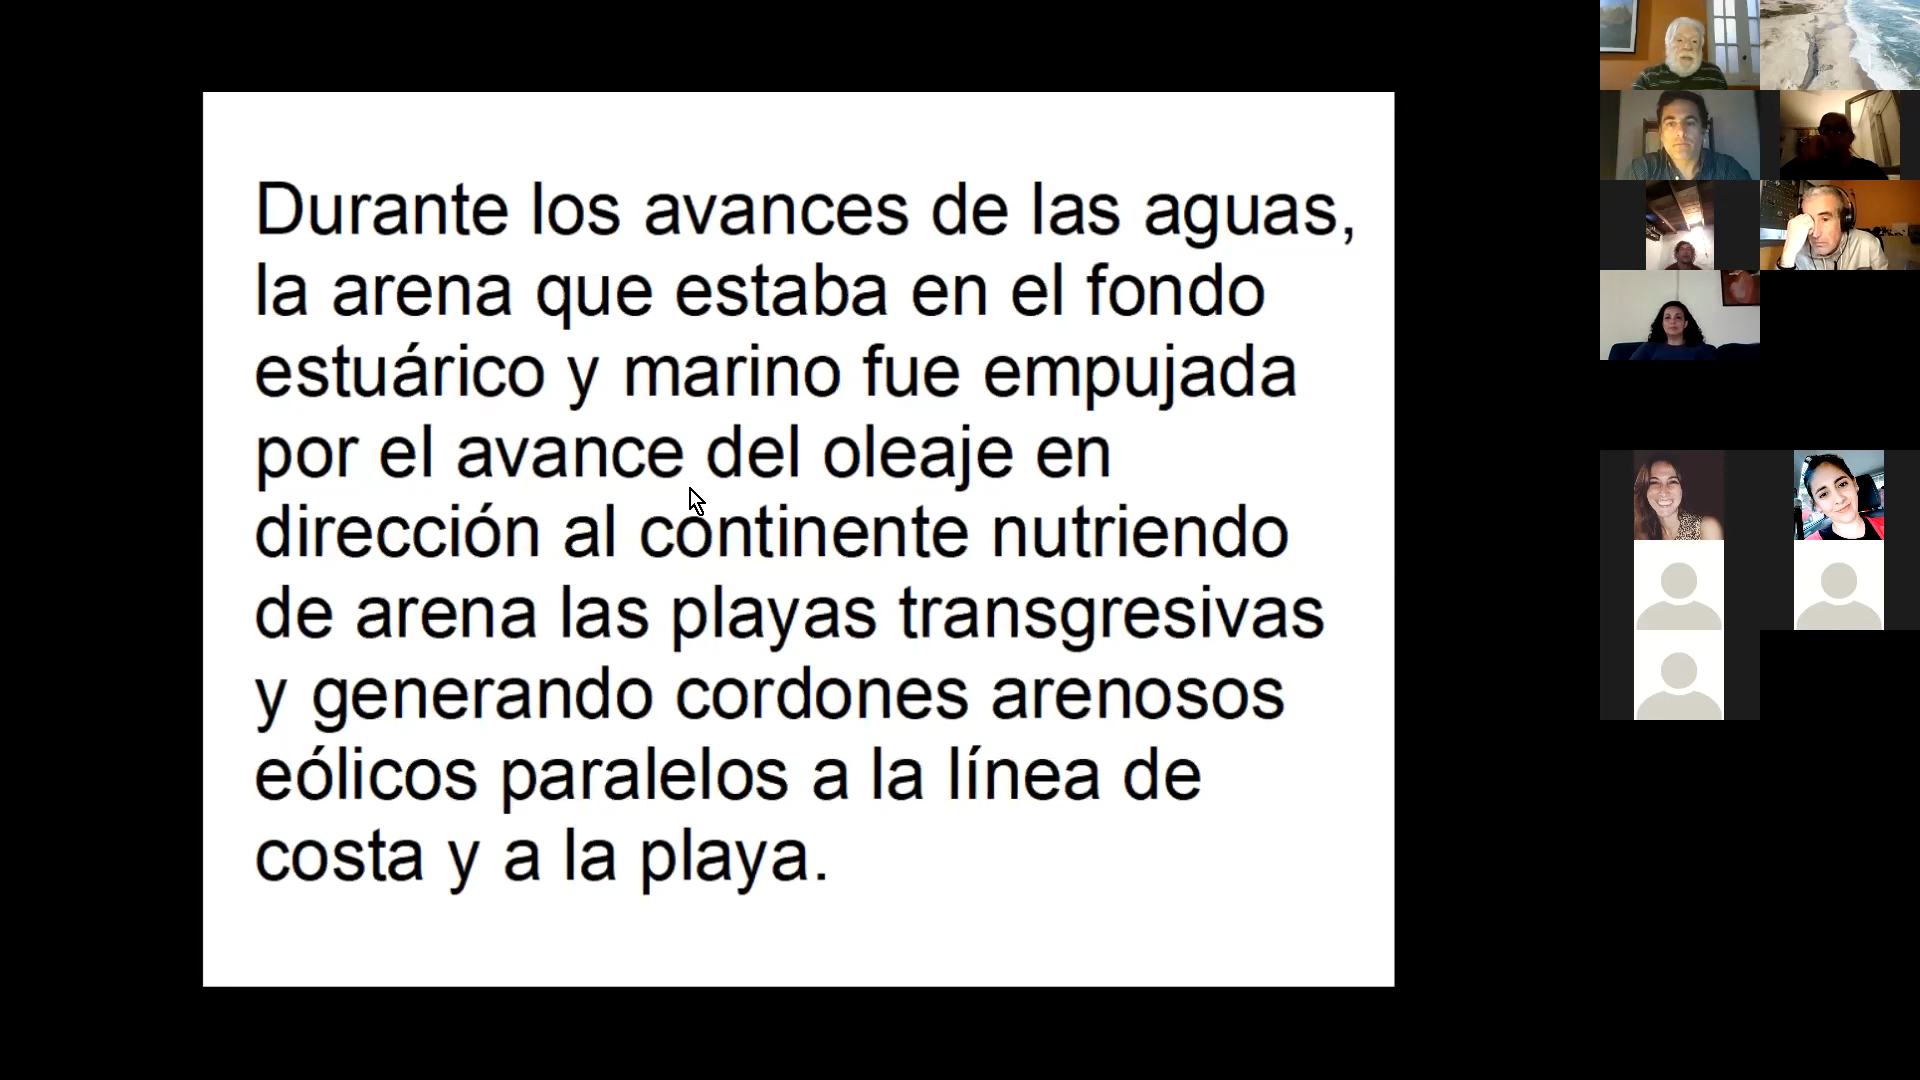 Durante los avances de las aguas,
la arena que estaba en el fondo
estuárico y marino fue empujada
por el avance del oleaje en
dirección al continente nutriendo
de arena las playas transgresivas
y generando cordones arenosos
eólicos paralelos a la línea de
costa y a la playa.